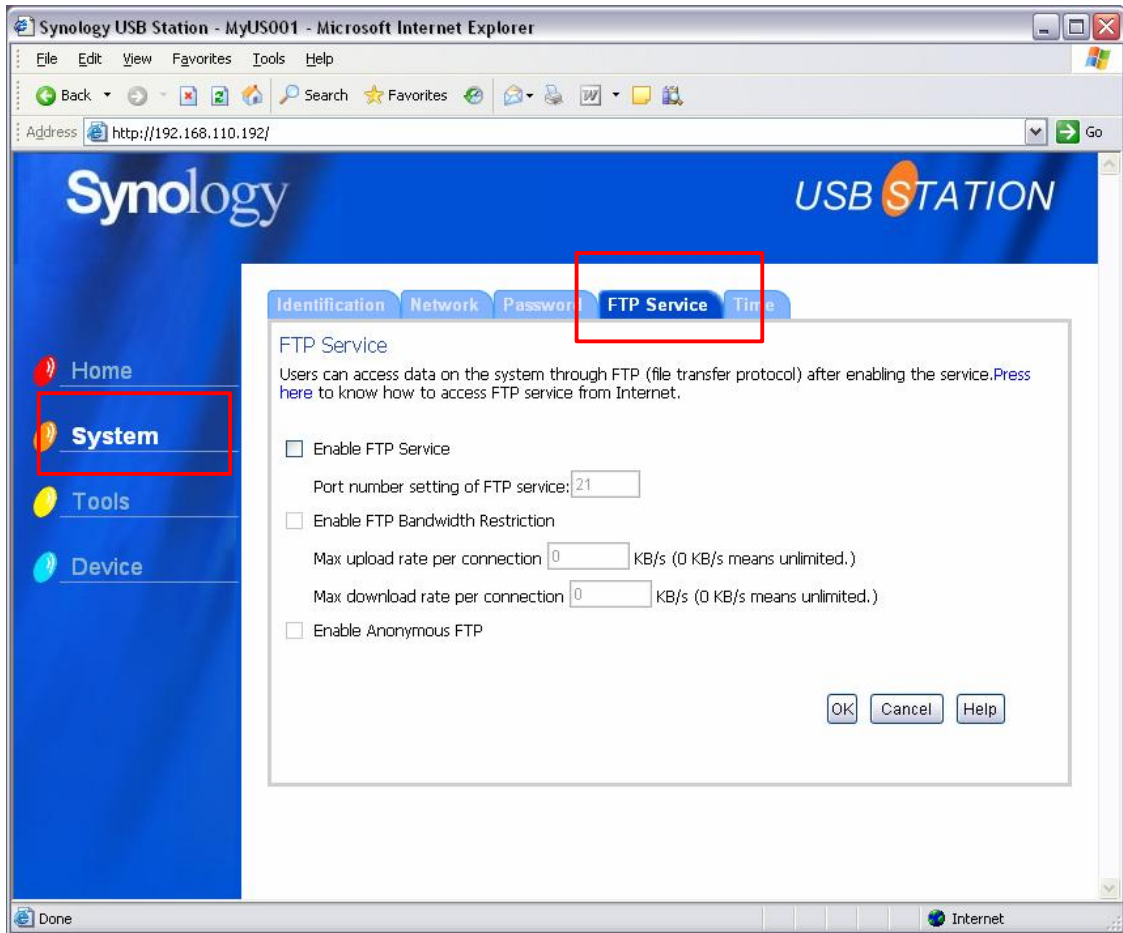 Synology USB Station - MyUS001 - Microsoft Internet Explorer
File Edit View Favorites Tools Help
Back Search Favorites
Address http://192.168.110.192/ Go
Synology
USB STATION
Identification Network Password FTP Service Time
Home
System
Tools
Device
FTP Service
Users can access data on the system through FTP (file transfer protocol) after enabling the service.Press
here to know how to access FTP service from Internet.
Enable FTP Service
Port number setting of FTP service: 21
Enable FTP Bandwidth Restriction
Max upload rate per connection 0 KB/s (0 KB/s means unlimited.)
Max download rate per connection 0 KB/s (0 KB/s means unlimited.)
Enable Anonymous FTP
OK Cancel Help
Done Internet